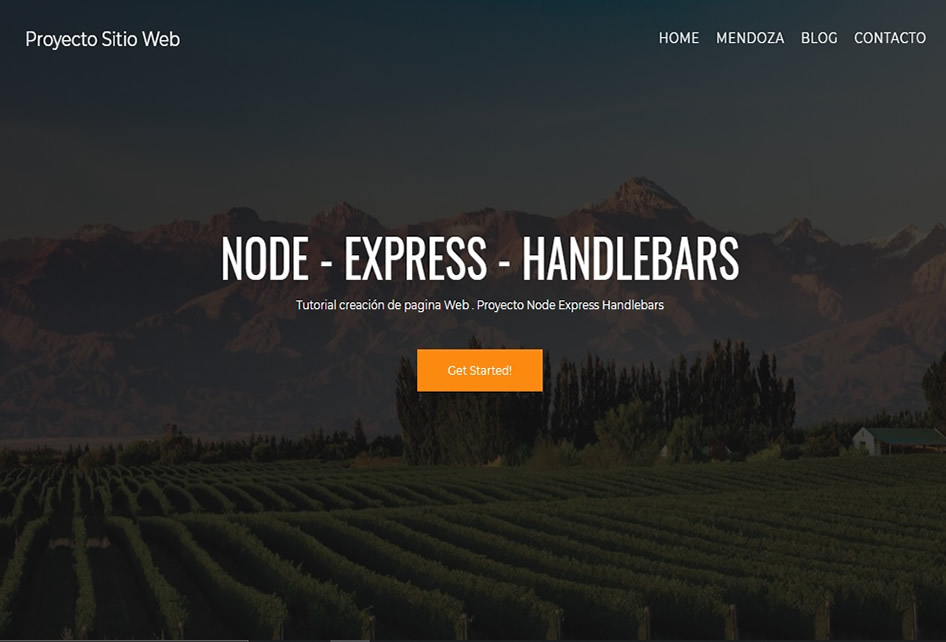 Proyecto Sitio Web
HOME MENDOZA BLOG CONTACTO
NODE - EXPRESS - HANDLEBARS
Tutorial creación de pagina Web . Proyecto Node Express Handlebars
Get Started!